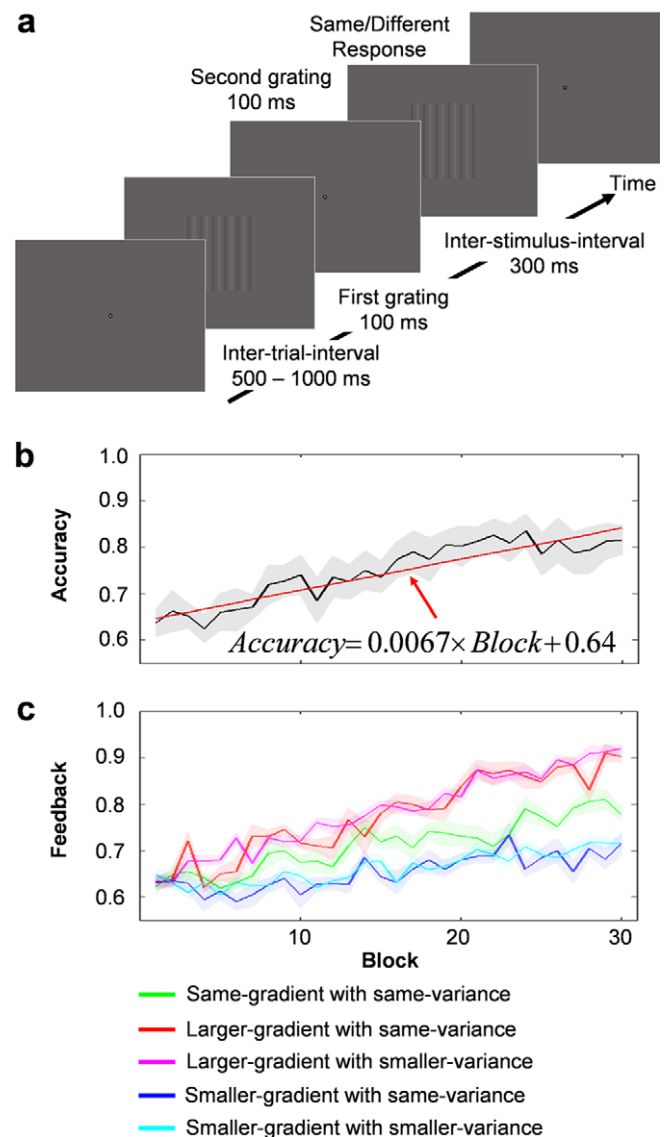 a
Same/Different
Response
Second grating
100 ms
Time
Inter-stimulus-interval
300 ms
First grating
100 ms
Inter-trial-interval
500 – 1000 ms
b
1.0
0.9
0.8
0.7
0.6
Accuracy
Accuracy= 0.0067× Block+0.64
c
1.0
0.9
0.8
0.7
0.6
Feedback
10
20
30
Block
Same-gradient with same-variance
Larger-gradient with same-variance
Larger-gradient with smaller-variance
Smaller-gradient with same-variance
Smaller-gradient with smaller-variance